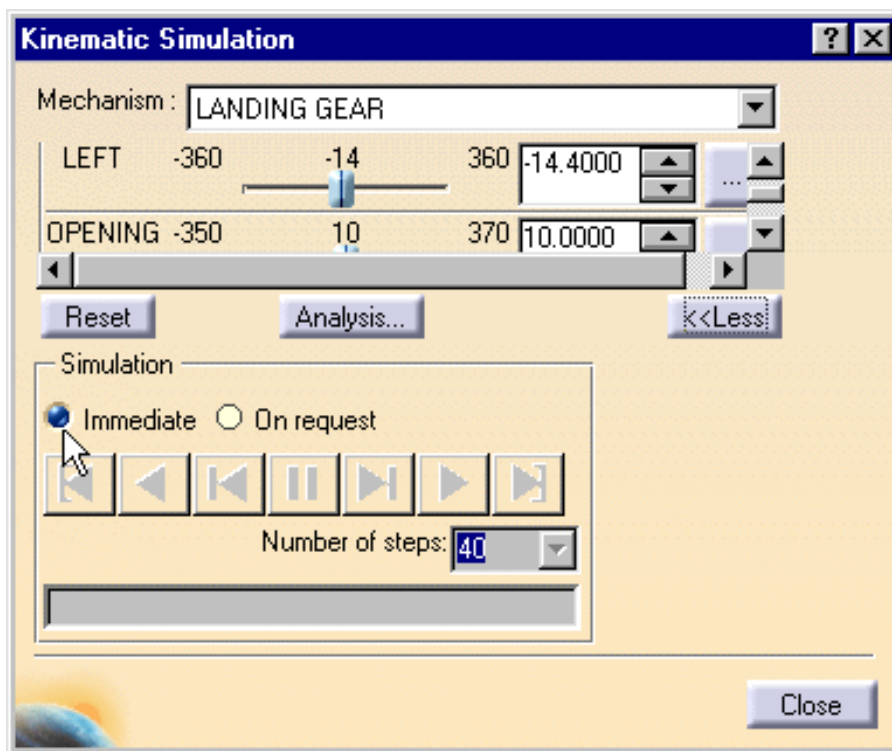 Kinematic Simulation
Mechanism : LANDING GEAR
LEFT -360 -14 360 -14.4000 ...
OPENING -350 10 370 10.0000
Reset Analysis... <<Less
Simulation
Immediate On request
Number of steps: 40
Close